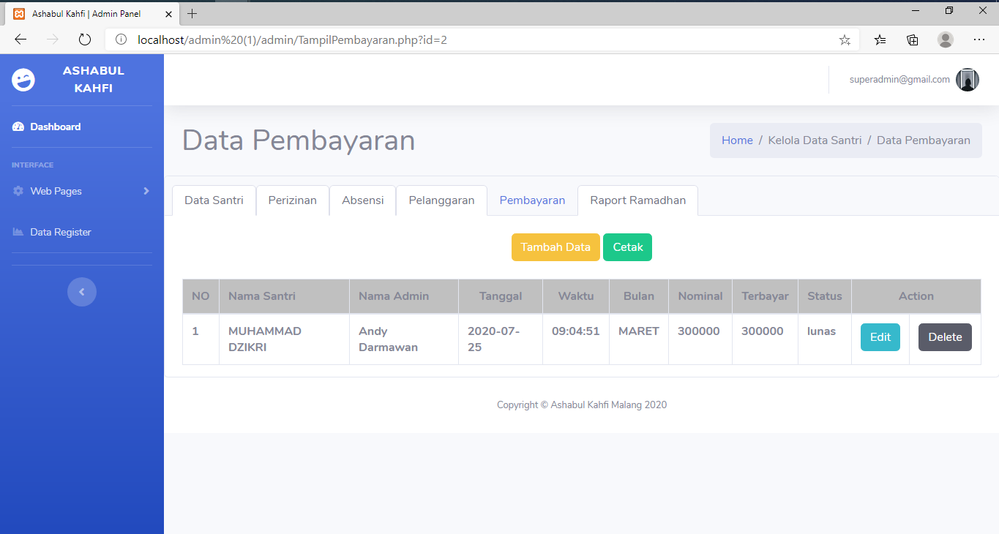 Ashabul Kahfi | Admin Panel
localhost/admin%20(1)/admin/TampilPembayaran.php?id=2
ASHABUL
KAHFI
superadmin@gmail.com
Dashboard
INTERFACE
Web Pages
Data Register
Data Pembayaran
Home / Kelola Data Santri / Data Pembayaran
Data Santri Perizinan Absensi Pelanggaran Pembayaran Raport Ramadhan
Tambah Data Cetak
NO Nama Santri Nama Admin Tanggal Waktu Bulan Nominal Terbayar Status Action
1 MUHAMMAD Andy 2020-07- 09:04:51 MARET 300000 300000 lunas Edit Delete
DZIKRI Darmawan 25
Copyright © Ashabul Kahfi Malang 2020